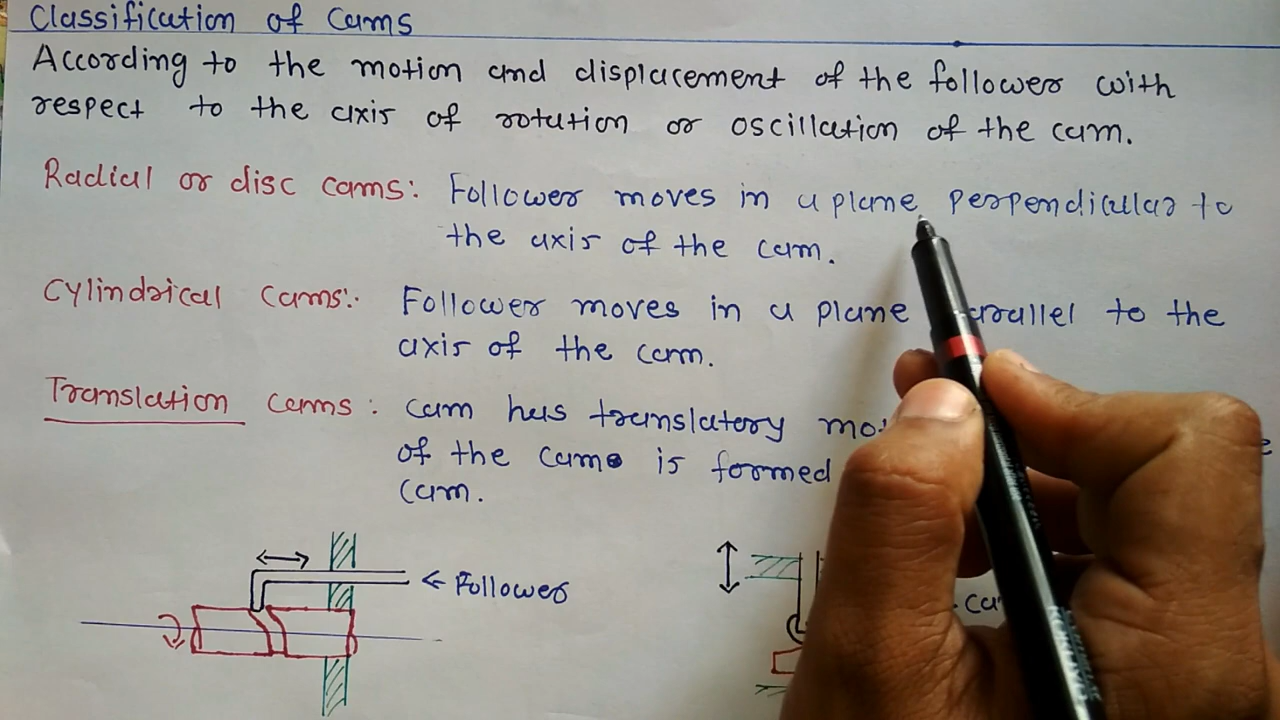 Classification of Cams
According to the motion and displacement of the follower with
respect to the axis of rotation or oscillation of the cam.
Radial or disc cams: Follower moves in a plane perpendicular to
the axis of the cam.
Cylindrical Cams:- Follower moves in a plane parallel to the
axis of the cam.
Translation Cams: Cam has translatory
of the cam is formed
Cam.
← Follower